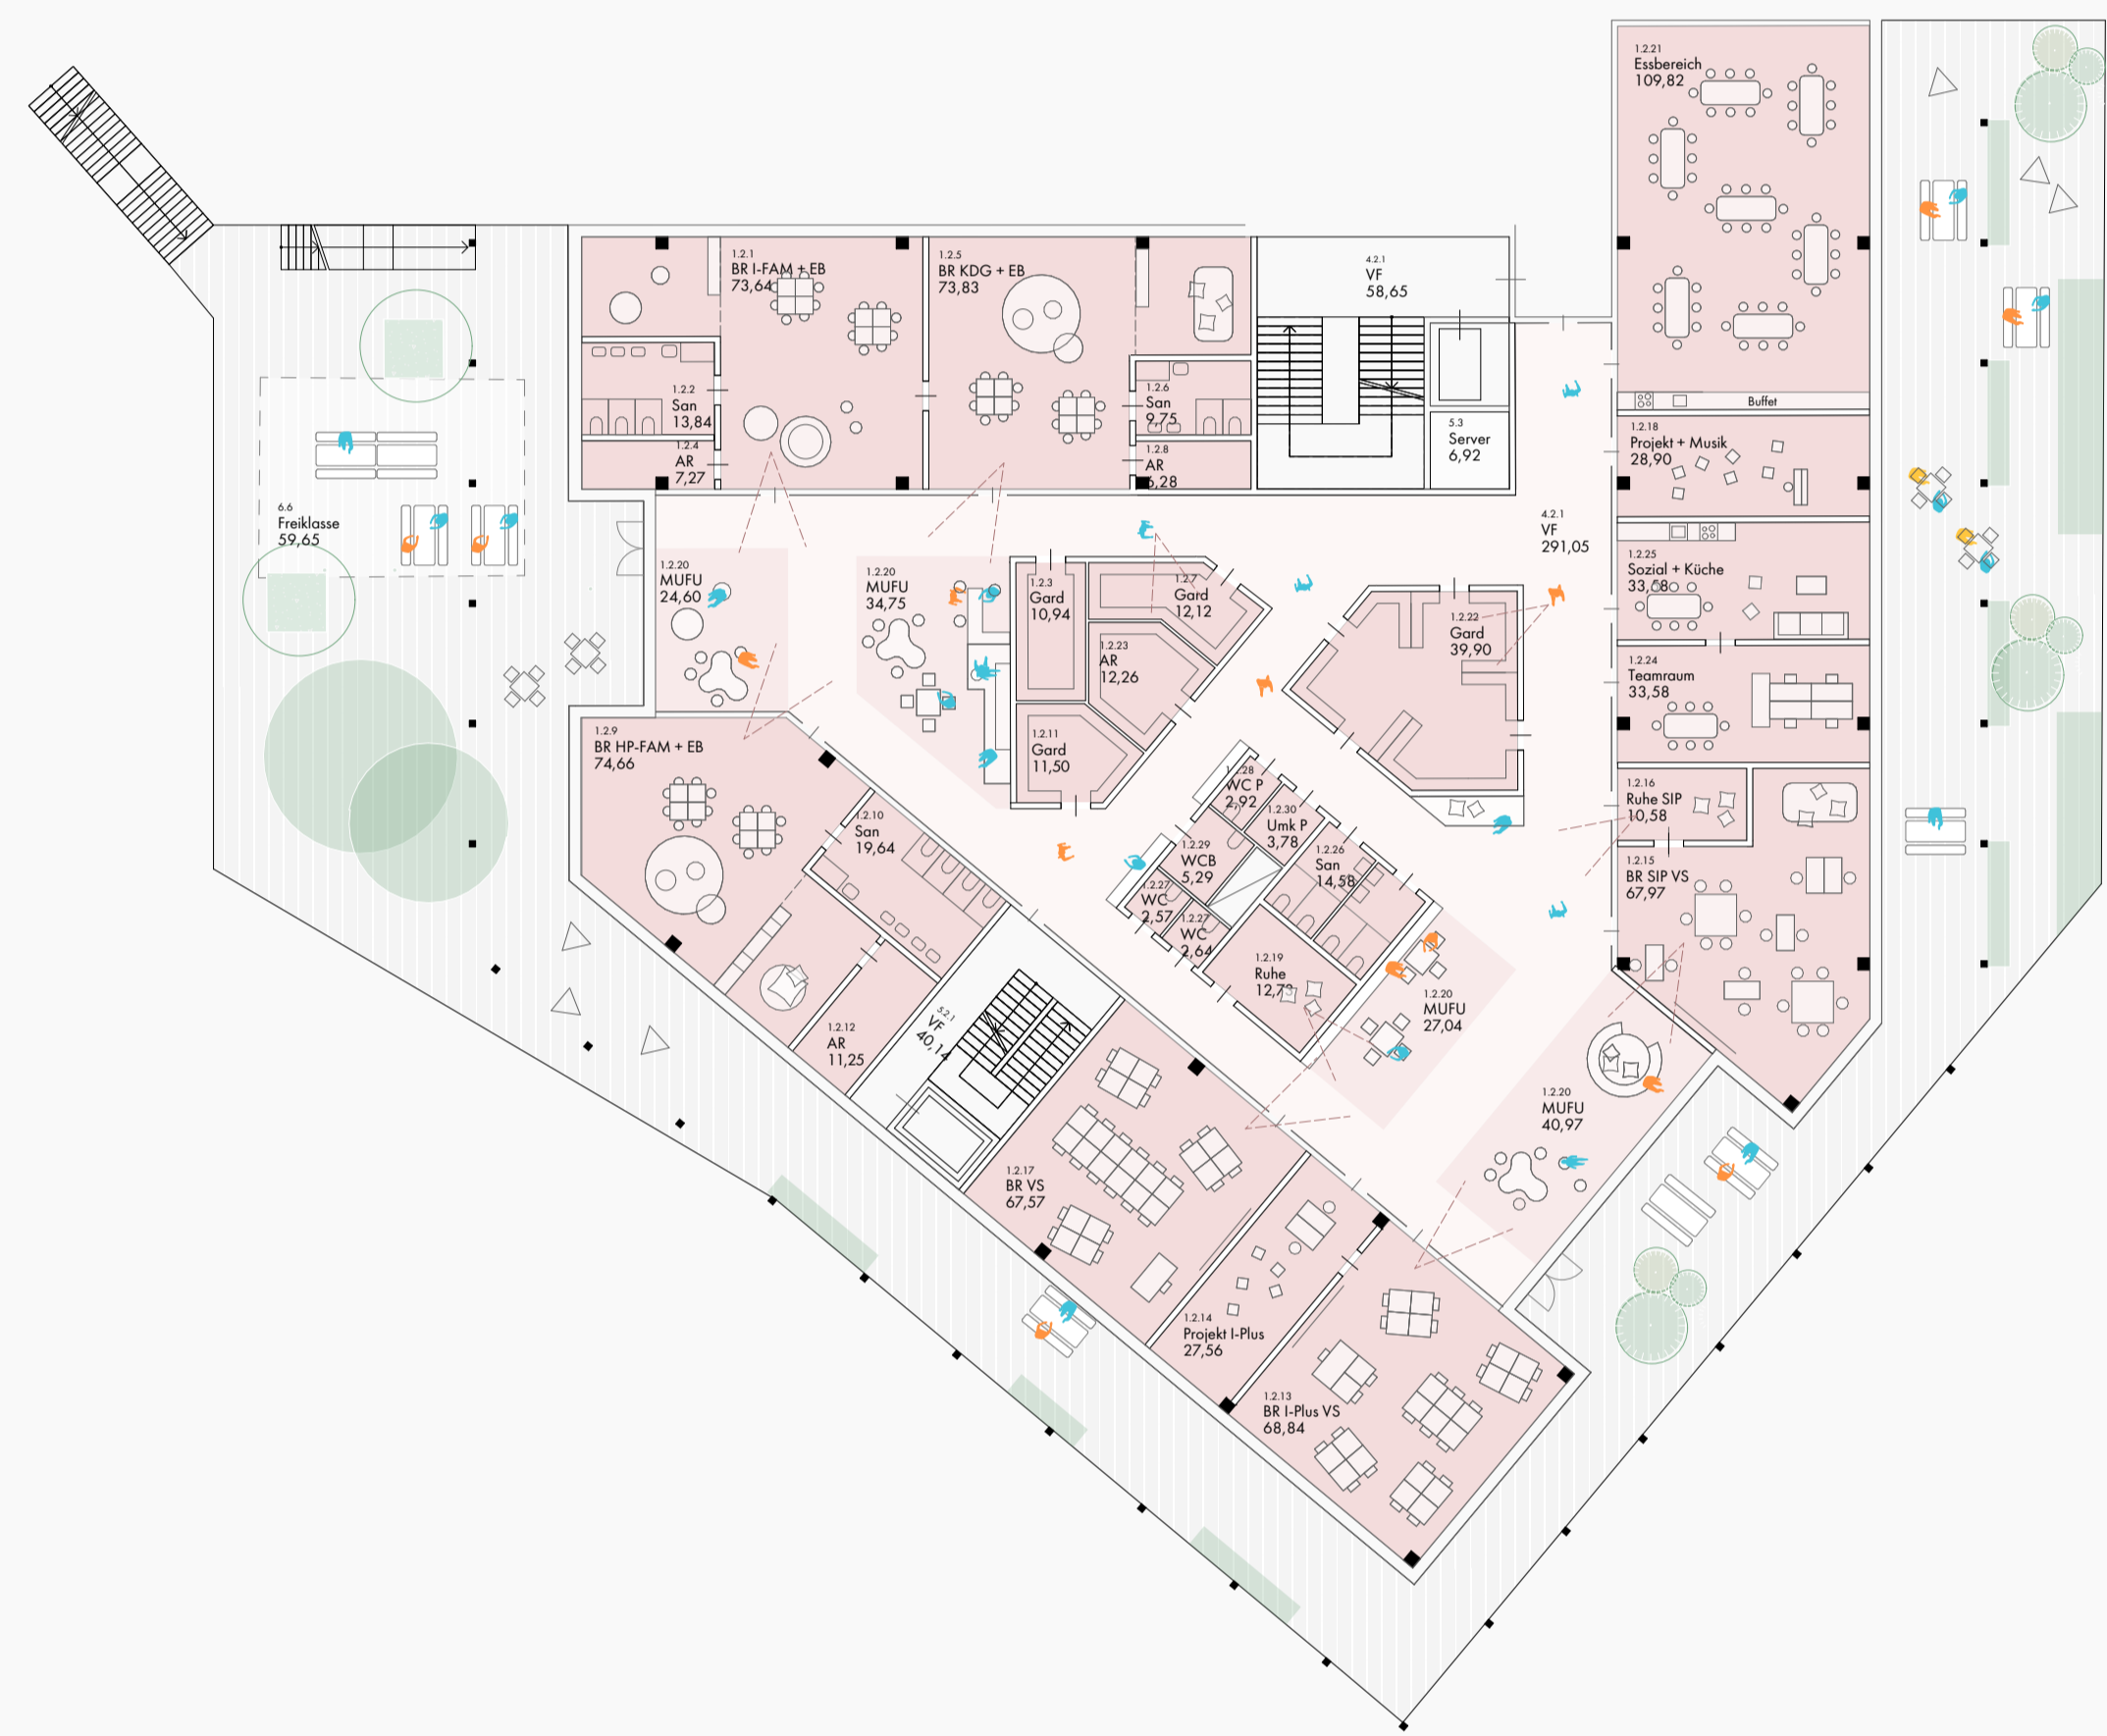 1.2.21
Essbereich
109,82
Buffet
1.2.1
BR I-FAM + EB
73,64
1.2.5
BR KDG + EB
73,83
4.2.1
VF
58,65
1.2.2
San
13,84
1.2.4
AR
7,27
1.2.6
San
9,75
1.2.8
AR
6,28
5.3
Server
6,92
1.2.18
Projekt + Musik
28,90
6.6
Freiklasse
59,65
4.2.1
VF
291,05
1.2.25
Sozial + Küche
33,58
1.2.20
MUFU
24,60
1.2.20
MUFU
34,75
1.2.3
Gard
10,94
1.2.7
Gard
12,12
1.2.23
AR
12,26
1.2.22
Gard
39,90
1.2.24
Teamraum
33,58
1.2.11
Gard
11,50
1.2.9
BR HP-FAM + EB
74,66
1.2.28
WC P
2,92
1.2.30
Umk P
3,78
1.2.16
Ruhe SIP
10,58
1.2.10
San
19,64
1.2.29
WCB
5,29
1.2.26
San
14,58
1.2.15
BR SIP VS
67,97
1.2.27
WC
2,57
1.2.27
WC
2,64
1.2.19
Ruhe
12,73
1.2.20
MUFU
27,04
1.2.12
AR
11,25
5.2.1
VF
40,14
1.2.20
MUFU
40,97
1.2.17
BR VS
67,57
1.2.14
Projekt I-Plus
27,56
1.2.13
BR I-Plus VS
68,84